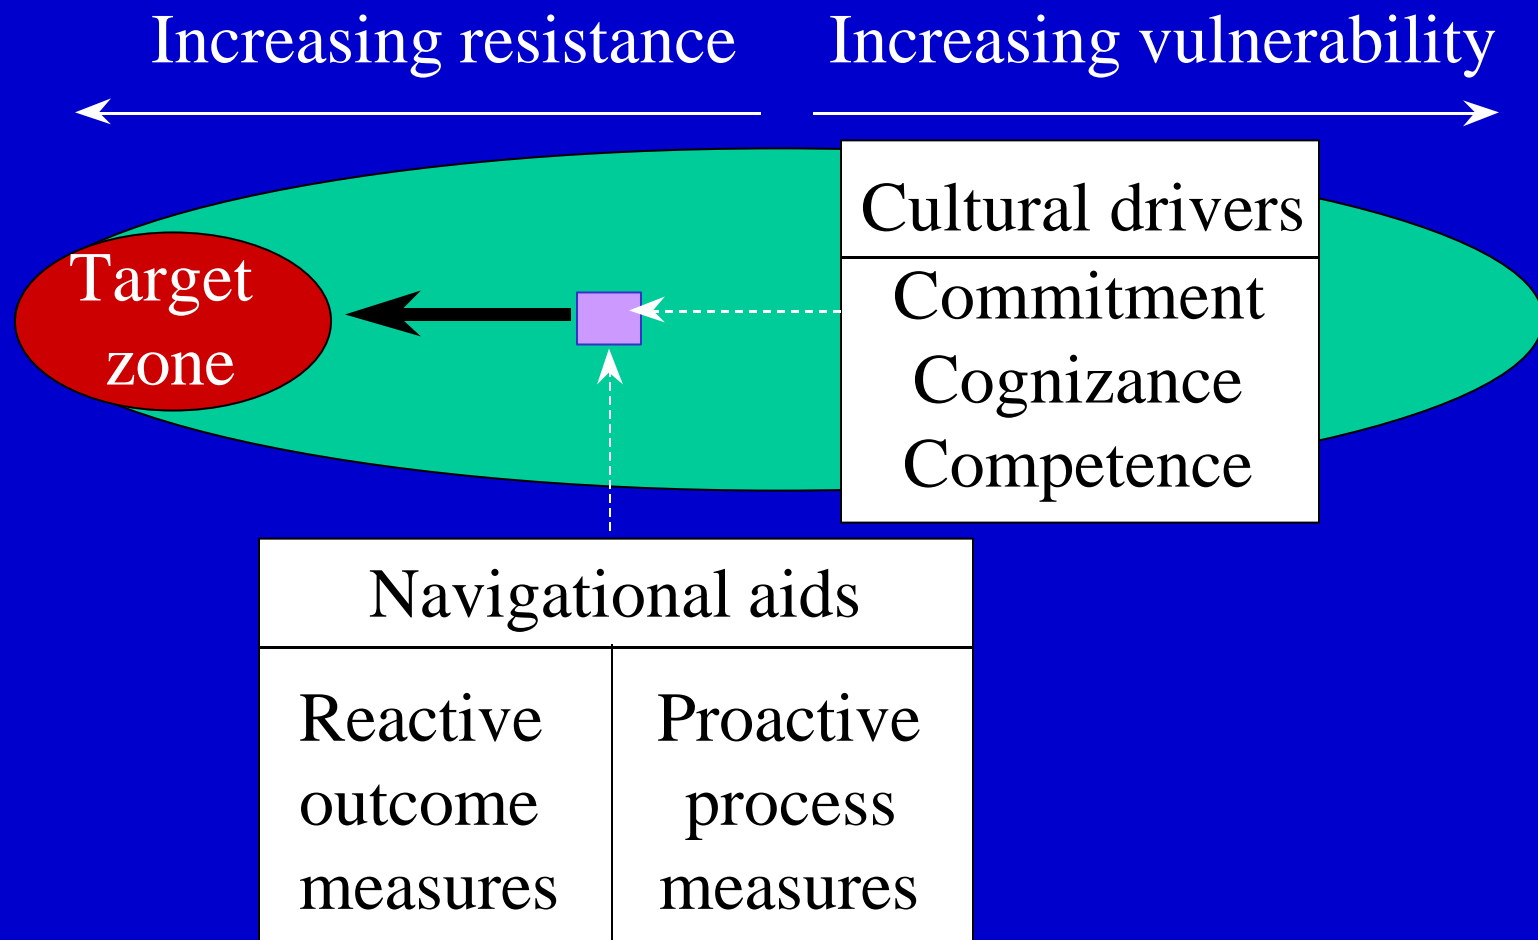 Increasing resistance
Increasing vulnerability
Target
zone
Cultural drivers
Commitment
Cognizance
Competence
Navigational aids
Reactive
outcome
measures
Proactive
process
measures